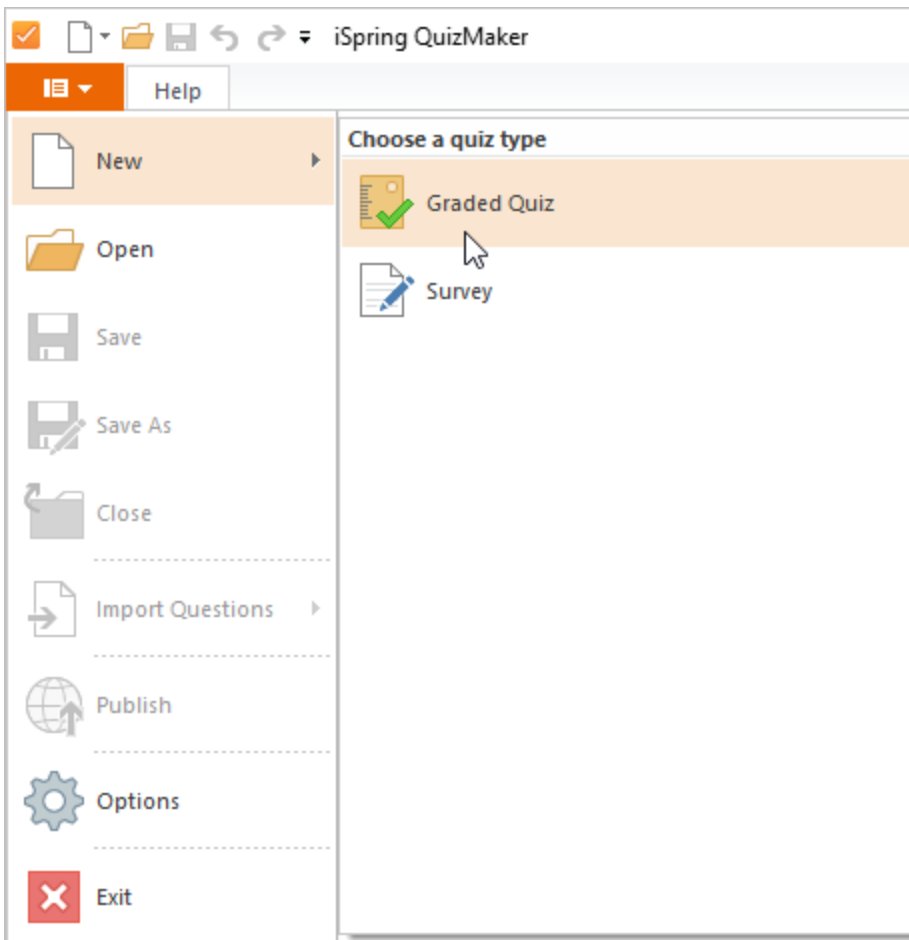 iSpring QuizMaker
Help
New
Open
Save
Save As
Close
Import Questions
Publish
Options
Exit
Choose a quiz type
Graded Quiz
Survey